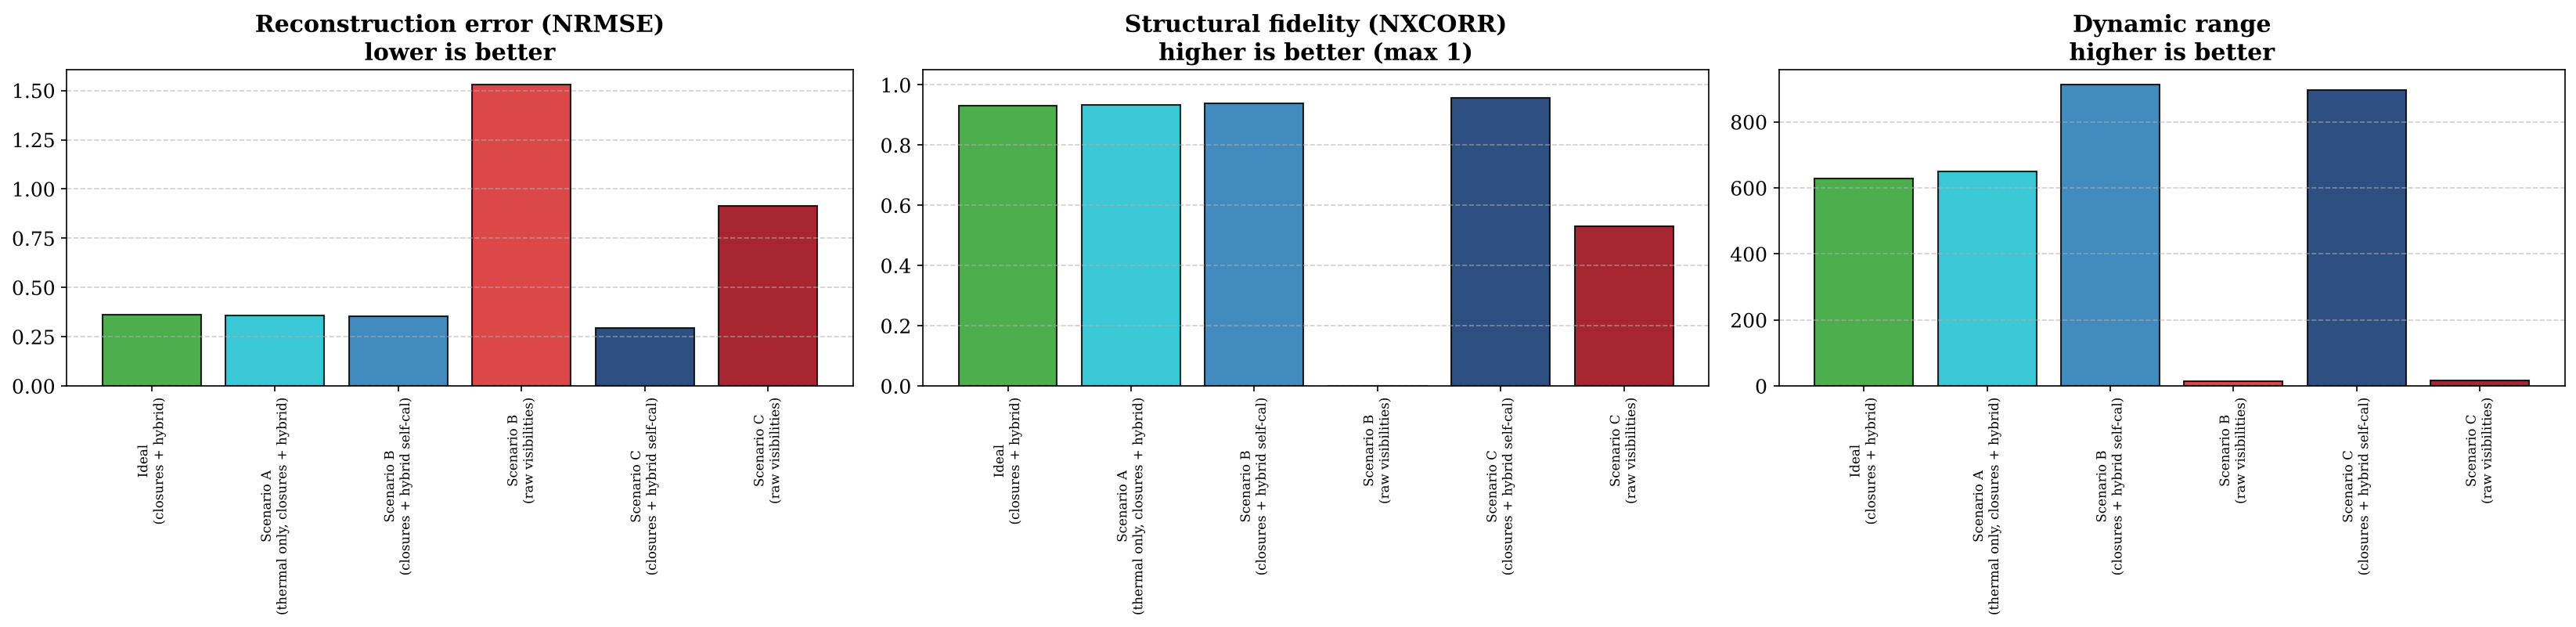 Reconstruction error (NRMSE)
lower is better
1.50
1.25
1.00
0.75
0.50
0.25
0.00
Ideal
(closures + hybrid)
Scenario A
(thermal only, closures + hybrid)
Scenario B
(closures + hybrid self-cal)
Scenario B
(raw visibilities)
Scenario C
(closures + hybrid self-cal)
Scenario C
(raw visibilities)
Structural fidelity (NXCORR)
higher is better (max 1)
1.0
0.8
0.6
0.4
0.2
0.0
Ideal
(closures + hybrid)
Scenario A
(thermal only, closures + hybrid)
Scenario B
(closures + hybrid self-cal)
Scenario B
(raw visibilities)
Scenario C
(closures + hybrid self-cal)
Scenario C
(raw visibilities)
Dynamic range
higher is better
800
600
400
200
0
Ideal
(closures + hybrid)
Scenario A
(thermal only, closures + hybrid)
Scenario B
(closures + hybrid self-cal)
Scenario B
(raw visibilities)
Scenario C
(closures + hybrid self-cal)
Scenario C
(raw visibilities)